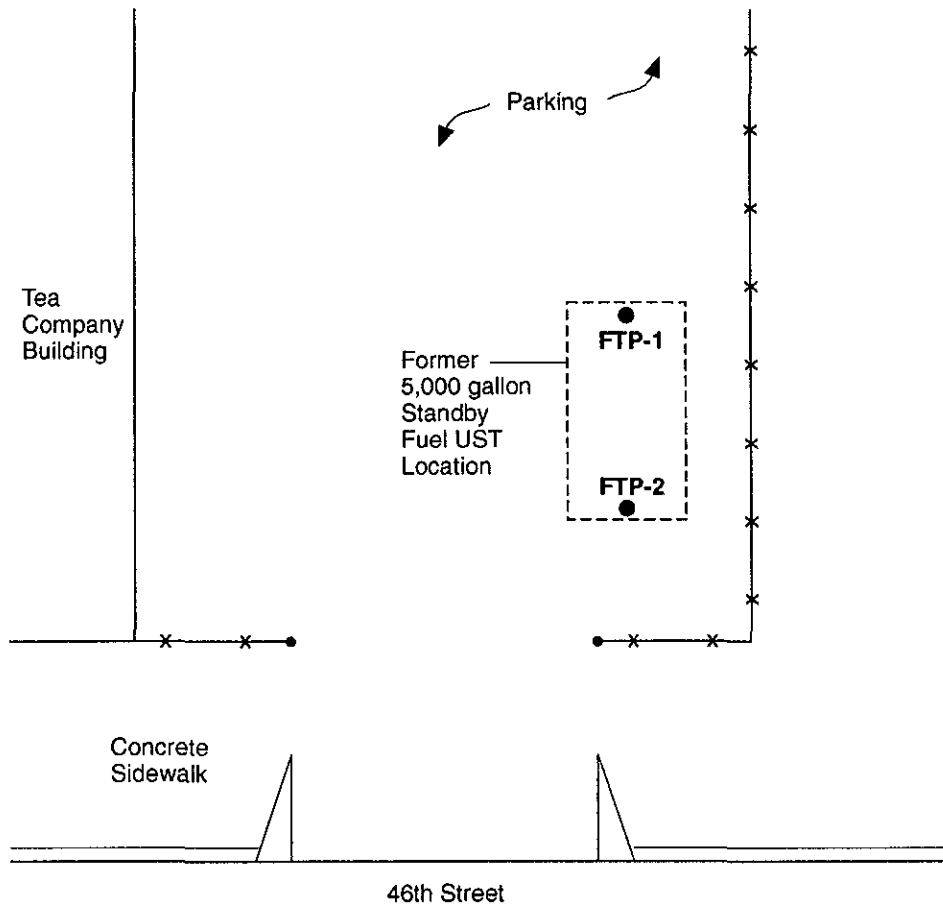 Parking
Tea
Company
Building
FTP-1
Former
5,000 gallon
Standby
Fuel UST
Location
FTP-2
Concrete
Sidewalk
46th Street